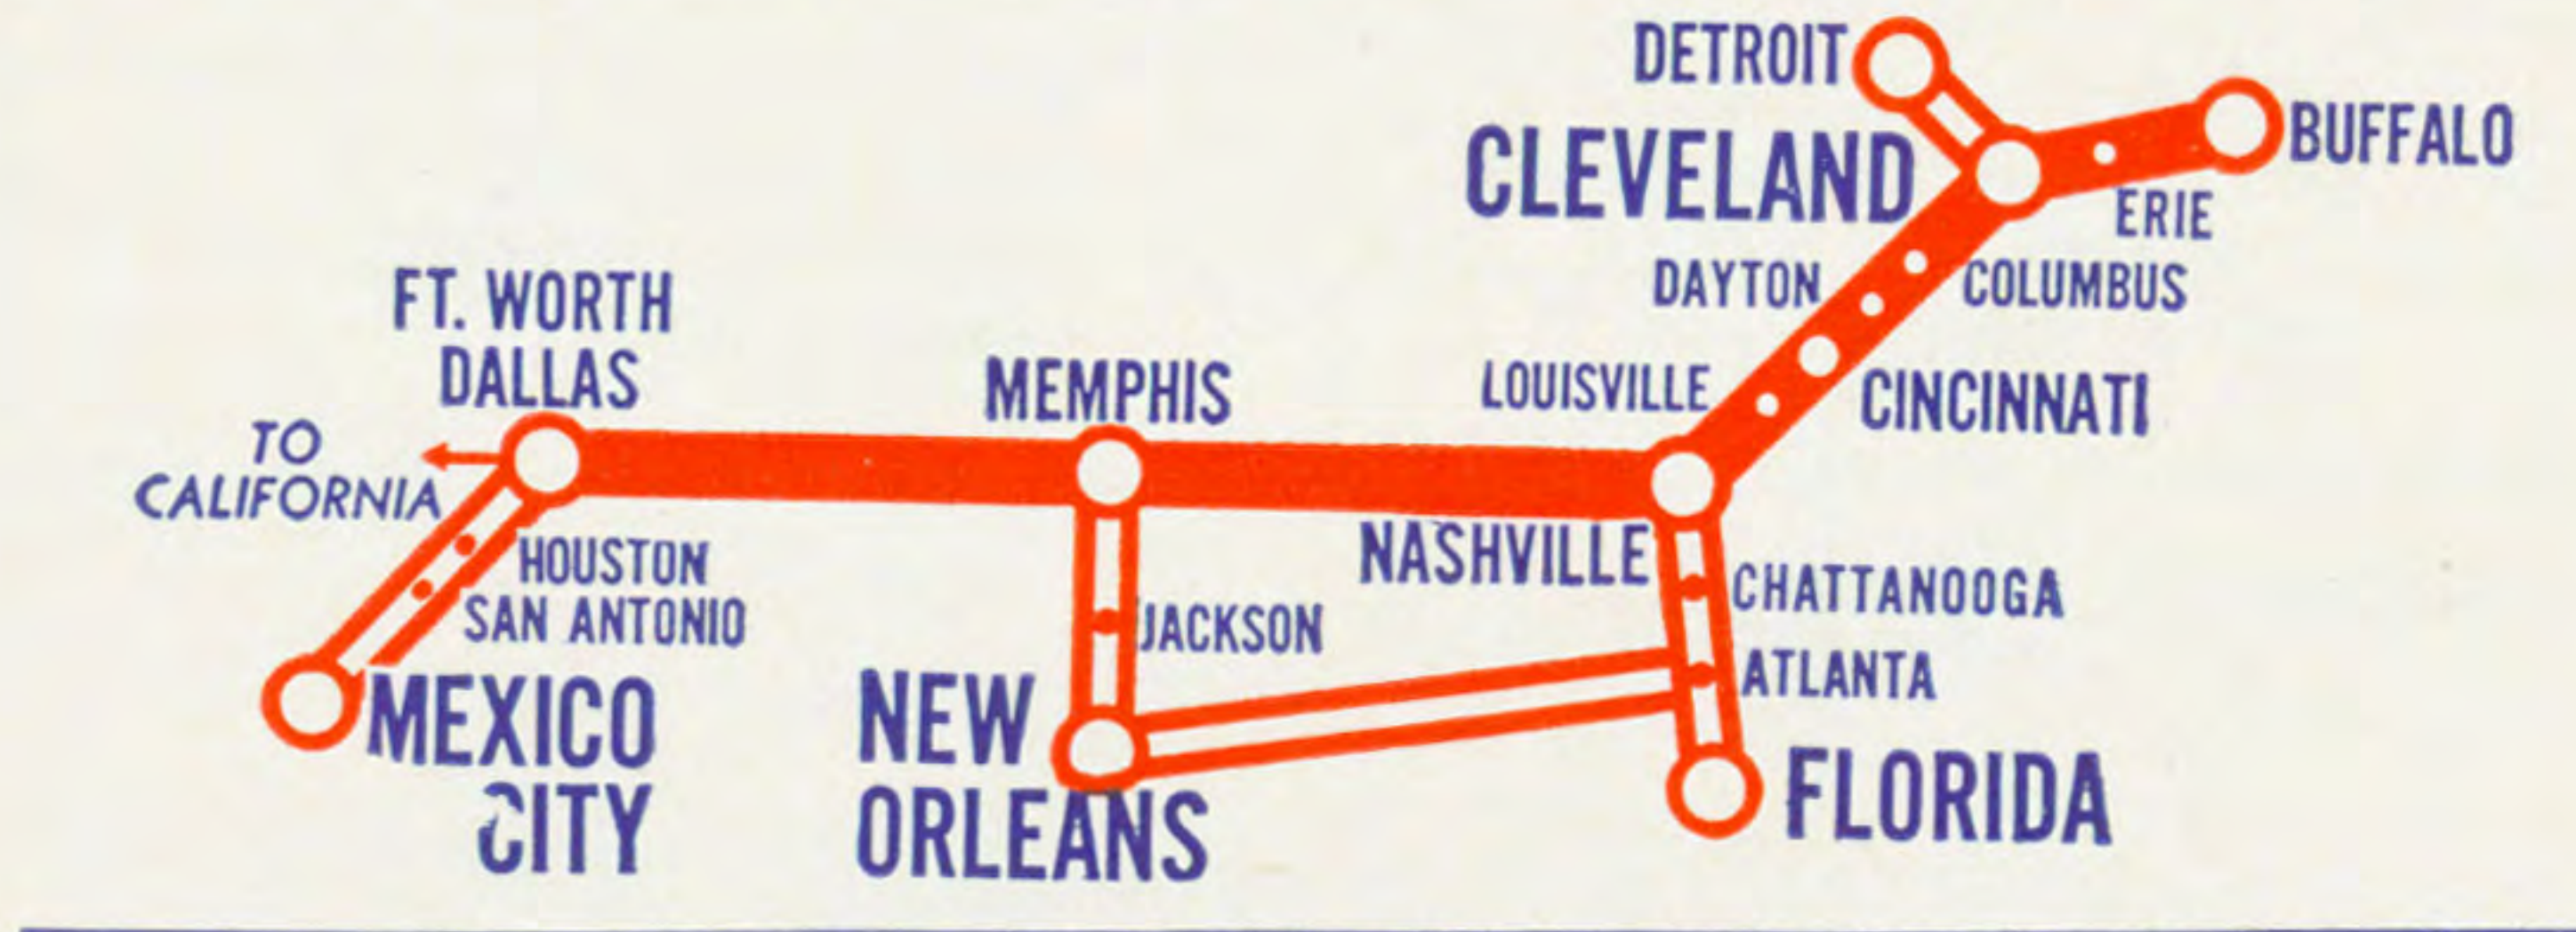 DETROIT
BUFFALO
CLEVELAND
ERIE
DAYTON
COLUMBUS
FT. WORTH
DALLAS
MEMPHIS
LOUISVILLE
CINCINNATI
TO
CALIFORNIA
NASHVILLE
HOUSTON
SAN ANTONIO
CHATTANOOGA
JACKSON
ATLANTA
MEXICO
CITY
NEW
ORLEANS
FLORIDA